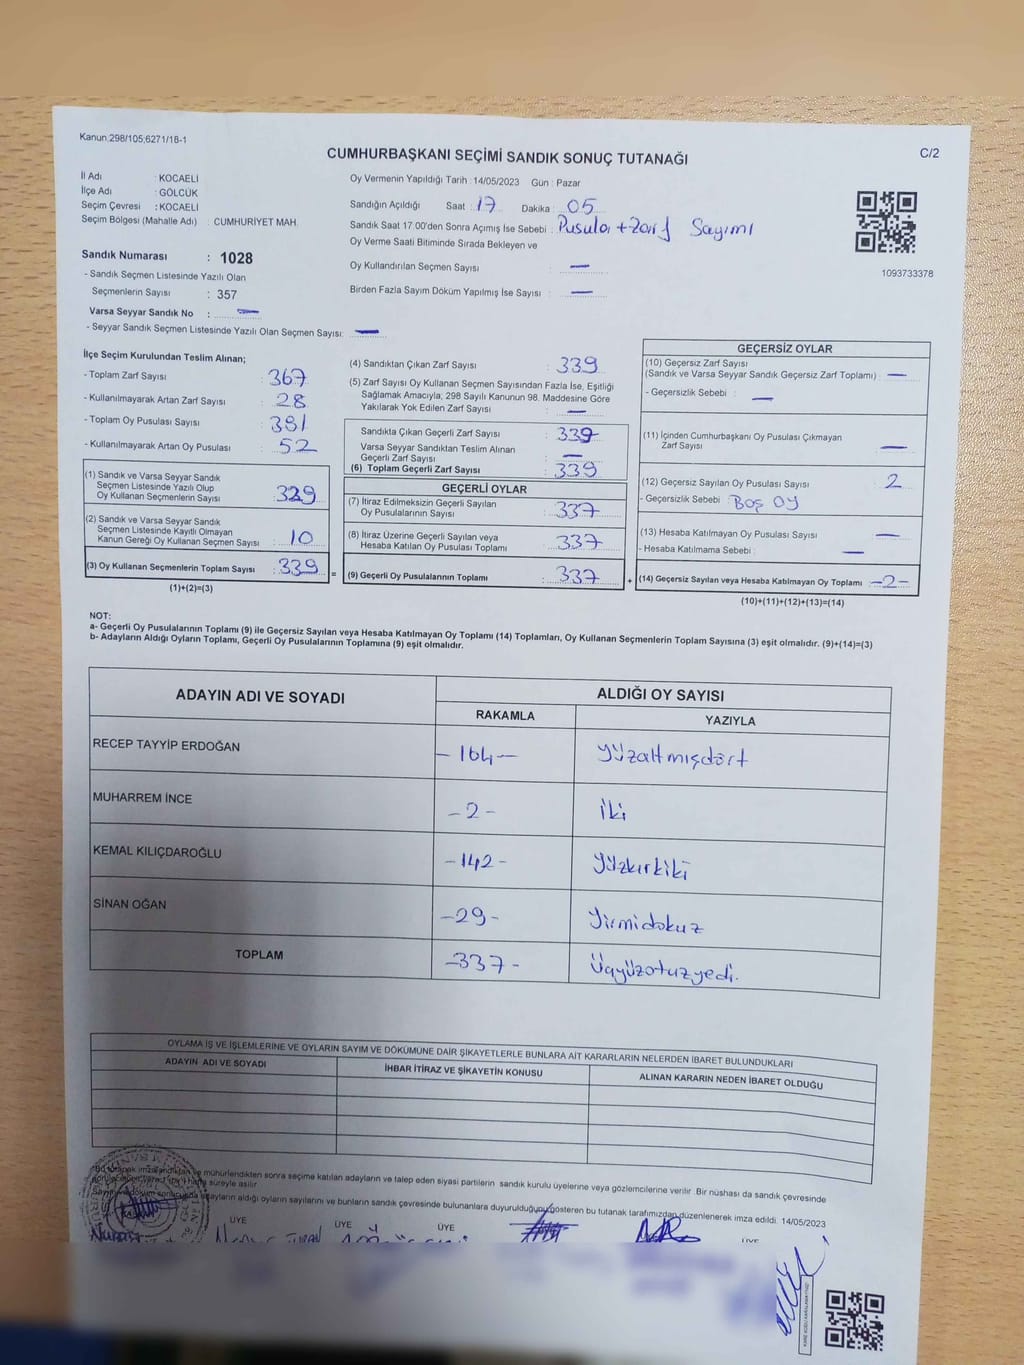 Kanun 298/105;6271/18-1
CUMHURBAŞKANI SEÇİMİ SANDIK SONUÇ TUTANAĞI
C/2
İl Adı : KOCAELİ
İlçe Adı : GÖLCÜK
Seçim Çevresi : KOCAELİ
Seçim Bölgesi (Mahalle Adı) : CUMHURİYET MAH.
Sandık Numarası : 1028
- Sandık Seçmen Listesinde Yazılı Olan
Seçmenlerin Sayısı : 357
Varsa Seyyar Sandık No : —
- Seyyar Sandık Seçmen Listesinde Yazılı Olan Seçmen Sayısı: —
Oy Vermenin Yapıldığı Tarih : 14/05/2023 Gün : Pazar
Sandığın Açıldığı Saat : 17 Dakika : 05
Sandık Saat 17.00'den Sonra Açımış İse Sebebi : Pusula + Zarf Sayımı
Oy Verme Saati Bitiminde Sırada Bekleyen ve
Oy Kullandırılan Seçmen Sayısı : —
Birden Fazla Sayım Döküm Yapılmış İse Sayısı : —
1093733378
İlçe Seçim Kurulundan Teslim Alınan;
- Toplam Zarf Sayısı : 367
- Kullanılmayarak Artan Zarf Sayısı : 28
- Toplam Oy Pusulası Sayısı : 381
- Kullanılmayarak Artan Oy Pusulası : 52
(1) Sandık ve Varsa Seyyar Sandık
Seçmen Listesinde Yazılı Olup
Oy Kullanan Seçmenlerin Sayısı : 329
(2) Sandık ve Varsa Seyyar Sandık
Seçmen Listesinde Kayıtlı Olmayan
Kanun Gereği Oy Kullanan Seçmen Sayısı : 10
(3) Oy Kullanan Seçmenlerin Toplam Sayısı : 339 =
(1)+(2)=(3)
(4) Sandıktan Çıkan Zarf Sayısı : 339
(5) Zarf Sayısı Oy Kullanan Seçmen Sayısından Fazla İse, Eşitliği
Sağlamak Amacıyla; 298 Sayılı Kanunun 98. Maddesine Göre
Yakılarak Yok Edilen Zarf Sayısı : —
Sandıkta Çıkan Geçerli Zarf Sayısı : 339
Varsa Seyyar Sandıktan Teslim Alınan
Geçerli Zarf Sayısı : —
(6) Toplam Geçerli Zarf Sayısı : 339
GEÇERLİ OYLAR
(7) İtiraz Edilmeksizin Geçerli Sayılan
Oy Pusulalarının Sayısı : 337
(8) İtiraz Üzerine Geçerli Sayılan veya
Hesaba Katılan Oy Pusulası Toplamı : 337
(9) Geçerli Oy Pusulalarının Toplamı : 337 +
GEÇERSİZ OYLAR
(10) Geçersiz Zarf Sayısı
(Sandık ve Varsa Seyyar Sandık Geçersiz Zarf Toplamı) : —
- Geçersizlik Sebebi : —
(11) İçinden Cumhurbaşkanı Oy Pusulası Çıkmayan
Zarf Sayısı : —
(12) Geçersiz Sayılan Oy Pusulası Sayısı : 2
- Geçersizlik Sebebi : Boş Oy
(13) Hesaba Katılmayan Oy Pusulası Sayısı : —
- Hesaba Katılmama Sebebi : —
(14) Geçersiz Sayılan veya Hesaba Katılmayan Oy Toplamı : -2-
(10)+(11)+(12)+(13)=(14)
NOT:
a- Geçerli Oy Pusulalarının Toplamı (9) ile Geçersiz Sayılan veya Hesaba Katılmayan Oy Toplamı (14) Toplamları, Oy Kullanan Seçmenlerin Toplam Sayısına (3) eşit olmalıdır. (9)+(14)=(3)
b- Adayların Aldığı Oyların Toplamı, Geçerli Oy Pusulalarının Toplamına (9) eşit olmalıdır.
ADAYIN ADI VE SOYADI
ALDIĞI OY SAYISI
RAKAMLA YAZIYLA
RECEP TAYYİP ERDOĞAN -164- Yüzaltmışdört
MUHARREM İNCE -2- İki
KEMAL KILIÇDAROĞLU -142- Yüzkırkiki
SİNAN OĞAN -29- Yirmidokuz
TOPLAM -337- Üçyüzotuzyedi.
OYLAMA İŞ VE İŞLEMLERİNE VE OYLARIN SAYIM VE DÖKÜMÜNE DAİR ŞİKAYETLERLE BUNLARA AİT KARARLARIN NELERDEN İBARET BULUNDUKLARI
ADAYIN ADI VE SOYADI İHBAR İTİRAZ VE ŞİKAYETİN KONUSU ALINAN KARARIN NEDEN İBARET OLDUĞU
mühürlendikten sonra seçime katılan adayların ve talep eden siyasi partilerin sandık kurulu üyelerine veya gözlemcilerine verilir. Bir nüshası da sandık çevresinde
süreyle asılır.
adayların aldığı oyların sayılarını ve bunların sandık çevresinde bulunanlara duyurulduğunu gösteren bu tutanak tarafımızdan düzenlenerek imza edildi. 14/05/2023
BAŞKAN ÜYE ÜYE ÜYE